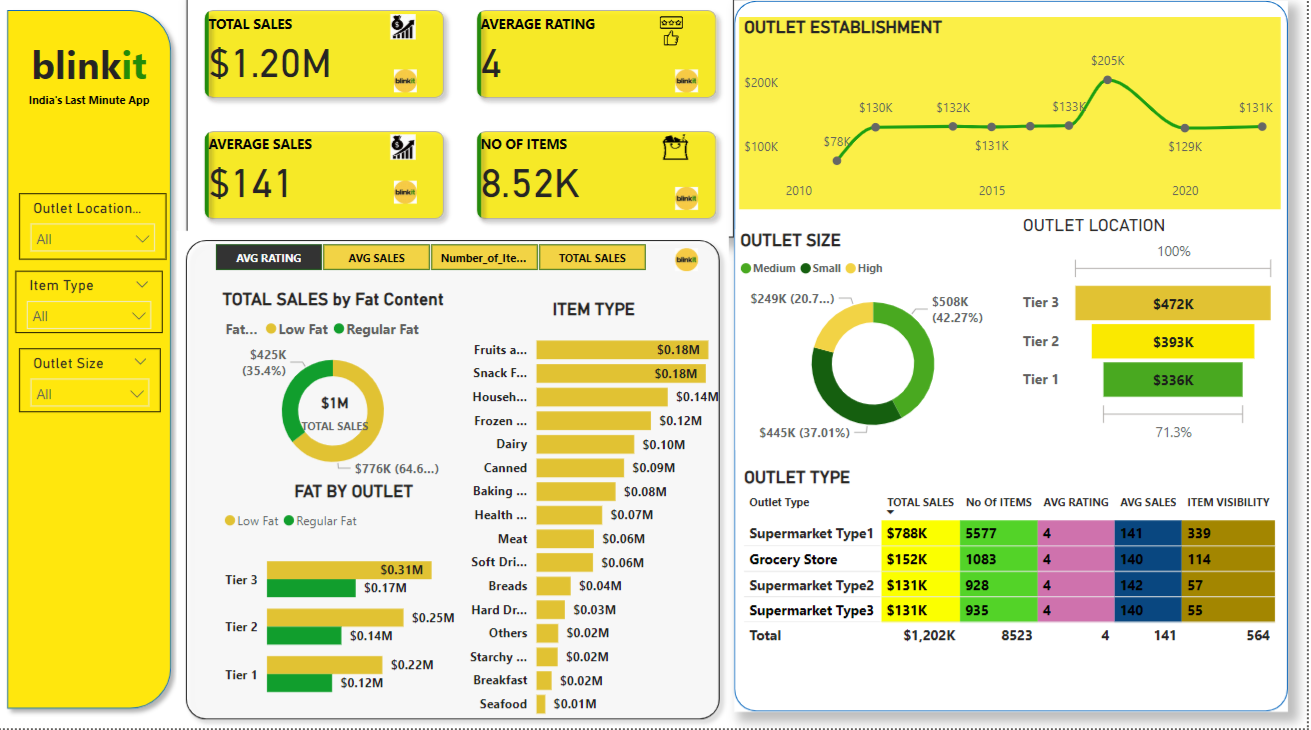 blinkit
India's Last Minute App
Outlet Location...
All
Item Type
All
Outlet Size
All
TOTAL SALES
$1.20M
blinkit
AVERAGE RATING
4
blinkit
AVERAGE SALES
$141
blinkit
NO OF ITEMS
8.52K
blinkit
AVG RATING AVG SALES Number_of_Ite... TOTAL SALES
blinkit
TOTAL SALES by Fat Content
Fat... Low Fat Regular Fat
$425K
(35.4%)
$1M
TOTAL SALES
$776K (64.6...)
FAT BY OUTLET
Low Fat Regular Fat
Tier 3 $0.31M
$0.17M
Tier 2 $0.25M
$0.14M
Tier 1 $0.22M
$0.12M
ITEM TYPE
Fruits a... $0.18M
Snack F... $0.18M
Househ... $0.14M
Frozen ... $0.12M
Dairy $0.10M
Canned $0.09M
Baking ... $0.08M
Health ... $0.07M
Meat $0.06M
Soft Dri... $0.06M
Breads $0.04M
Hard Dr... $0.03M
Others $0.02M
Starchy ... $0.02M
Breakfast $0.02M
Seafood $0.01M
OUTLET ESTABLISHMENT
$200K
$100K
$78K
$130K
$132K
$131K
$133K
$205K
$129K
$131K
2010 2015 2020
OUTLET SIZE
Medium Small High
$249K (20.7...)
$508K
(42.27%)
$445K (37.01%)
OUTLET LOCATION
100%
Tier 3 $472K
Tier 2 $393K
Tier 1 $336K
71.3%
OUTLET TYPE
Outlet Type TOTAL SALES No Of ITEMS AVG RATING AVG SALES ITEM VISIBILITY
Supermarket Type1 $788K 5577 4 141 339
Grocery Store $152K 1083 4 140 114
Supermarket Type2 $131K 928 4 142 57
Supermarket Type3 $131K 935 4 140 55
Total $1,202K 8523 4 141 564